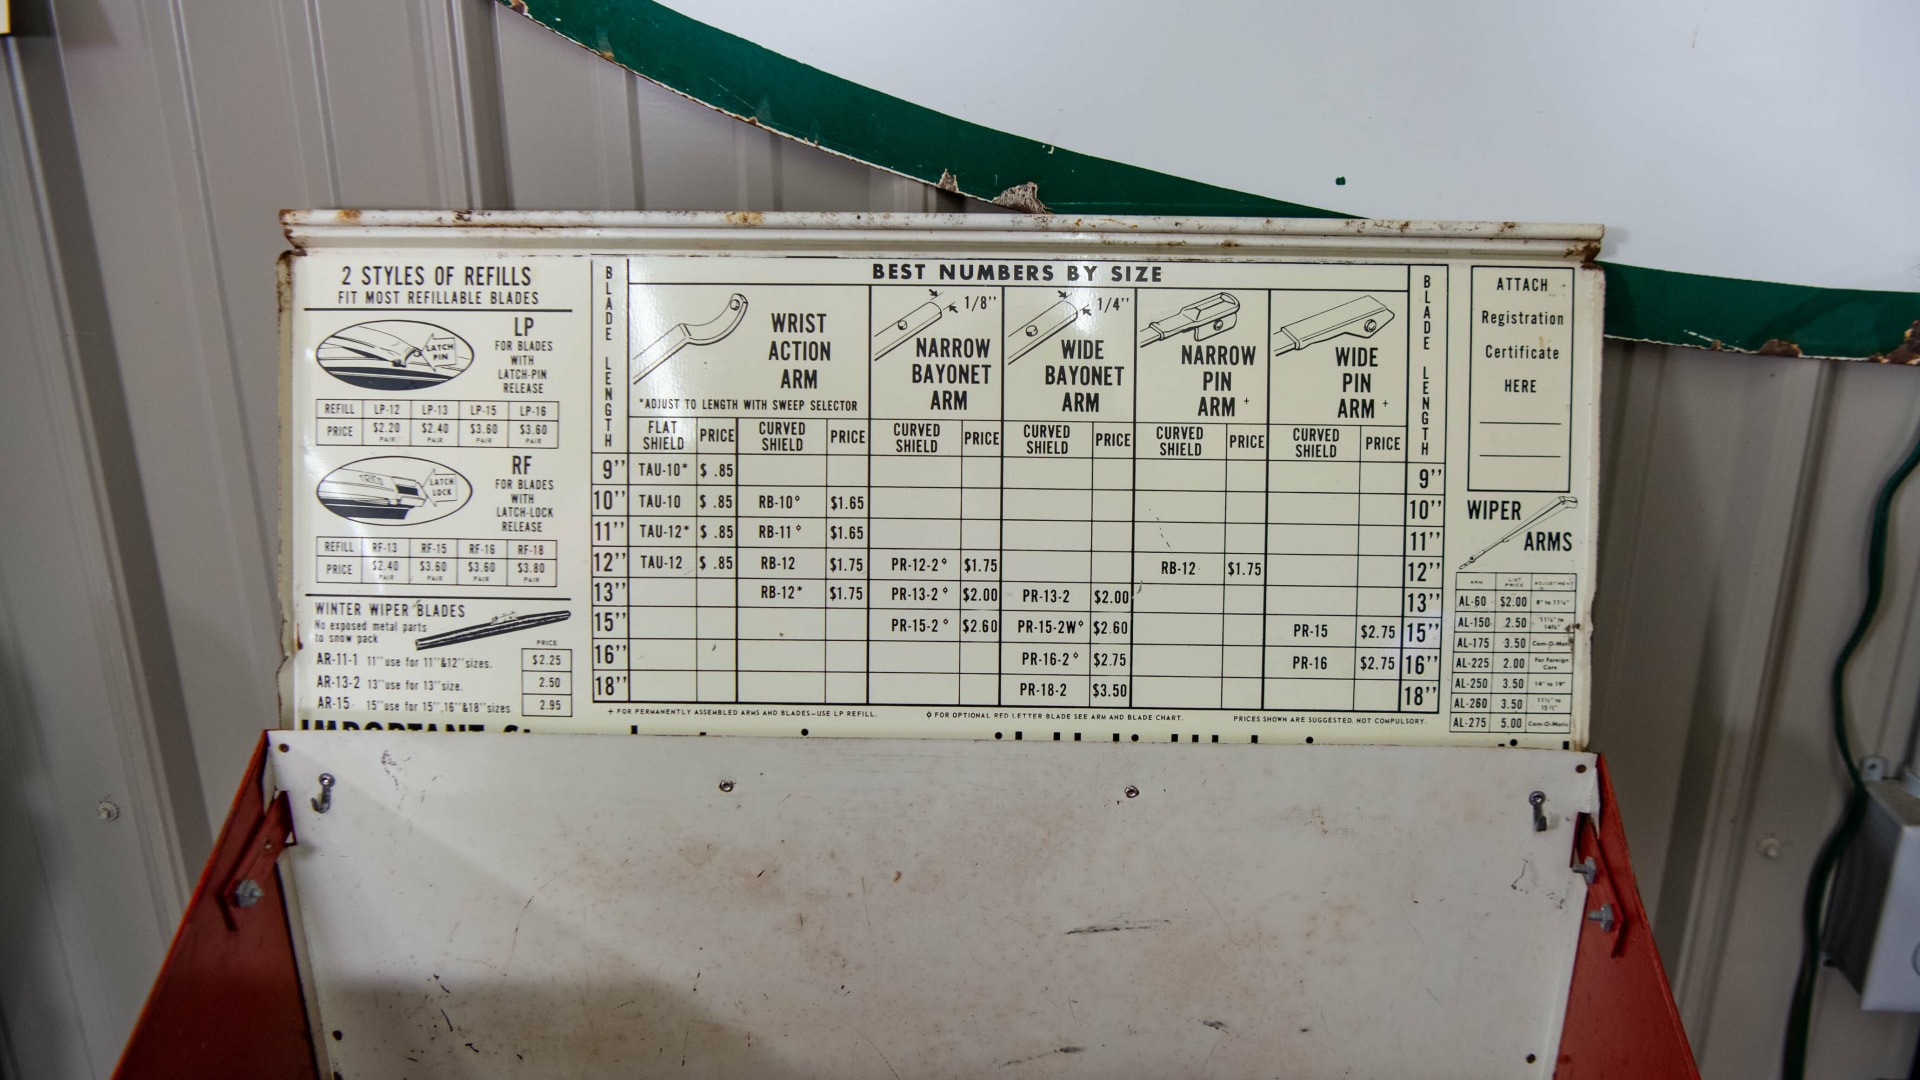 2 STYLES OF REFILLS
FIT MOST REFILLABLE BLADES
LATCH PIN
LP
FOR BLADES
WITH
LATCH-PIN
RELEASE
REFILL LP-12 LP-13 LP-15 LP-16
PRICE $2.20 PAIR $2.40 PAIR $3.60 PAIR $3.60 PAIR
TRICO
LATCH LOCK
RF
FOR BLADES
WITH
LATCH-LOCK
RELEASE
REFILL RF-13 RF-15 RF-16 RF-18
PRICE $2.40 PAIR $3.60 PAIR $3.60 PAIR $3.80 PAIR
WINTER WIPER BLADES
No exposed metal parts
to snow pack
PRICE
AR-11-1 11" use for 11"&12" sizes. $2.25
AR-13-2 13" use for 13" size. 2.50
AR-15 15" use for 15",16"&18" sizes. 2.95
BEST NUMBERS BY SIZE
BLADE LENGTH
WRIST
ACTION
ARM
*ADJUST TO LENGTH WITH SWEEP SELECTOR
1/8"
NARROW
BAYONET
ARM
1/4"
WIDE
BAYONET
ARM
NARROW
PIN
ARM +
WIDE
PIN
ARM +
BLADE LENGTH
FLAT SHIELD PRICE CURVED SHIELD PRICE CURVED SHIELD PRICE CURVED SHIELD PRICE CURVED SHIELD PRICE CURVED SHIELD PRICE
9" TAU-10* $ .85 9"
10" TAU-10 $ .85 RB-10◊ $1.65 10"
11" TAU-12* $ .85 RB-11◊ $1.65 11"
12" TAU-12 $ .85 RB-12 $1.75 PR-12-2◊ $1.75 RB-12 $1.75 12"
13" RB-12* $1.75 PR-13-2◊ $2.00 PR-13-2 $2.00 13"
15" PR-15-2◊ $2.60 PR-15-2W◊ $2.60 PR-15 $2.75 15"
16" PR-16-2◊ $2.75 PR-16 $2.75 16"
18" PR-18-2 $3.50 18"
+ FOR PERMANENTLY ASSEMBLED ARMS AND BLADES—USE LP REFILL.
◊ FOR OPTIONAL RED LETTER BLADE SEE ARM AND BLADE CHART.
PRICES SHOWN ARE SUGGESTED, NOT COMPULSORY.
ATTACH
Registration
Certificate
HERE
WIPER
ARMS
ARM LIST PRICE ADJUSTMENT
AL-60 $2.00
AL-150 2.50
AL-175 3.50 Cam-O-Matic
AL-225 2.00 For Foreign Cars
AL-250 3.50 14" to 19"
AL-260 3.50
AL-275 5.00 Cam-O-Matic
IMPORTANT